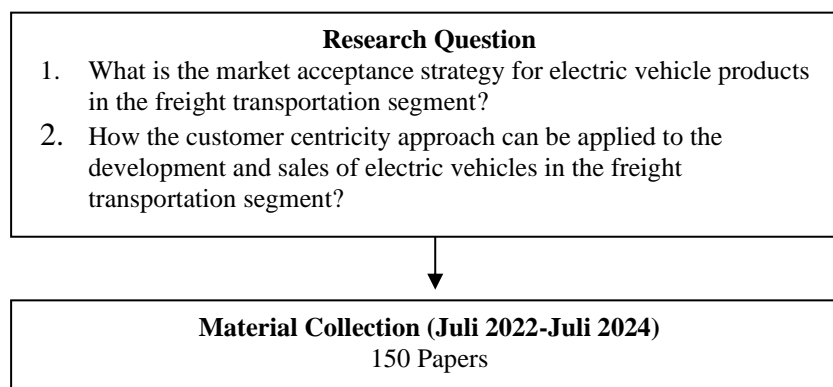 Research Question
1. What is the market acceptance strategy for electric vehicle products
in the freight transportation segment?
2. How the customer centricity approach can be applied to the
development and sales of electric vehicles in the freight
transportation segment?
Material Collection (Juli 2022-Juli 2024)
150 Papers